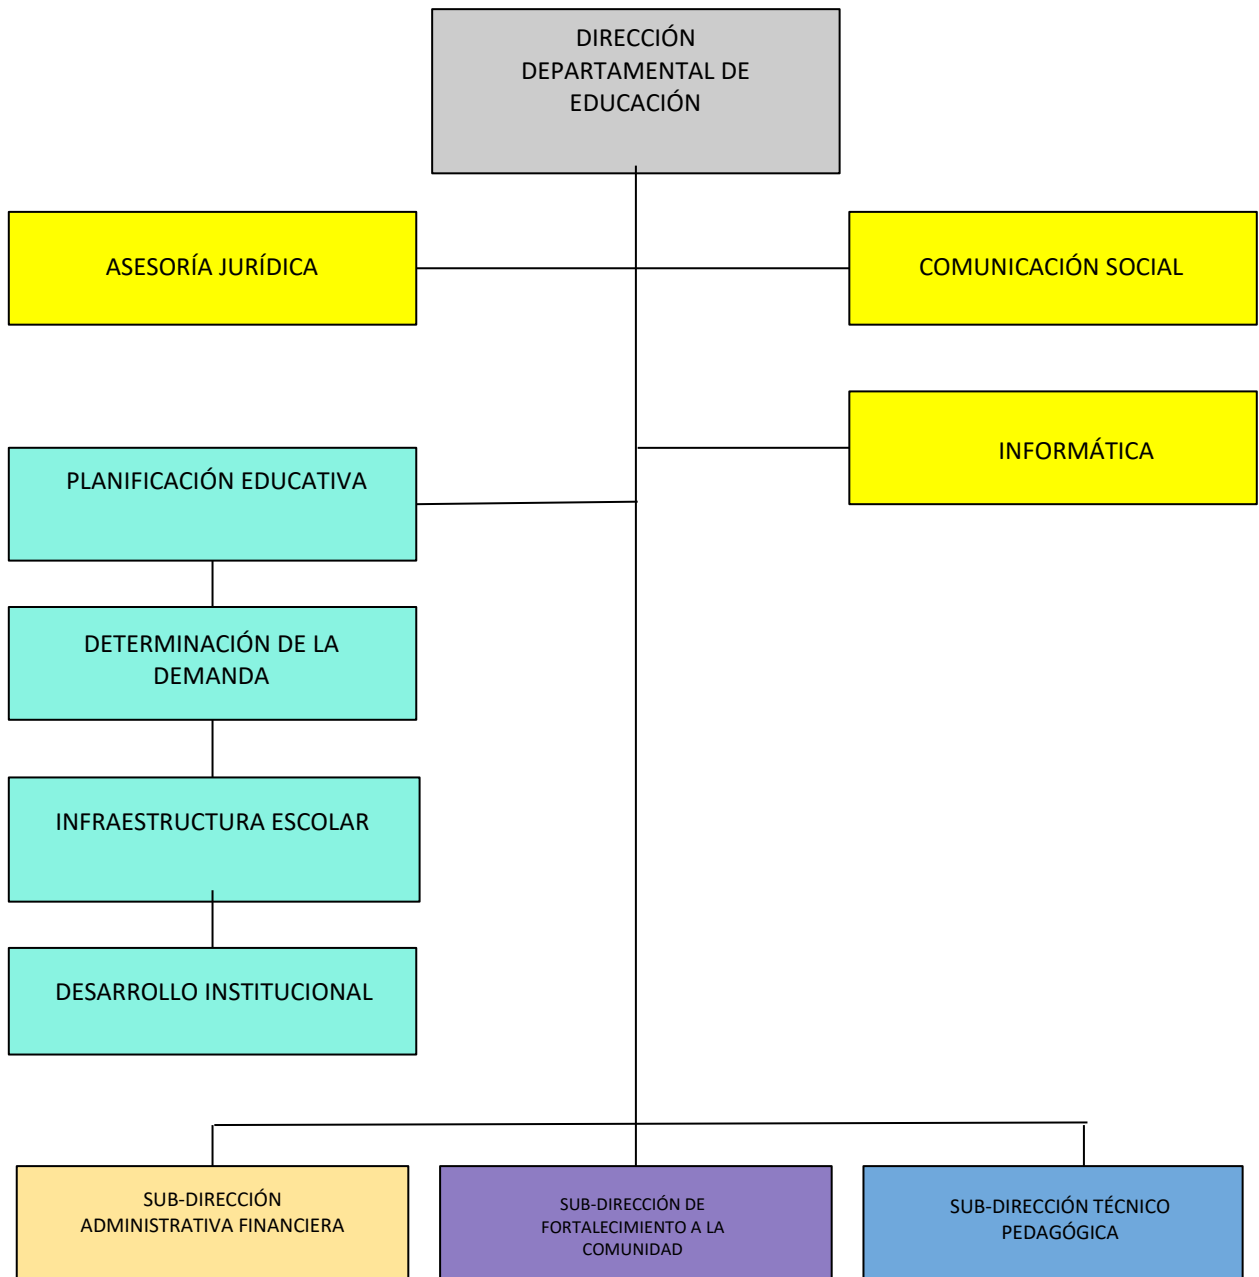 DIRECCIÓN
DEPARTAMENTAL DE
EDUCACIÓN
ASESORÍA JURÍDICA
COMUNICACIÓN SOCIAL
INFORMÁTICA
PLANIFICACIÓN EDUCATIVA
DETERMINACIÓN DE LA
DEMANDA
INFRAESTRUCTURA ESCOLAR
DESARROLLO INSTITUCIONAL
SUB-DIRECCIÓN
ADMINISTRATIVA FINANCIERA
SUB-DIRECCIÓN DE
FORTALECIMIENTO A LA
COMUNIDAD
SUB-DIRECCIÓN TÉCNICO
PEDAGÓGICA